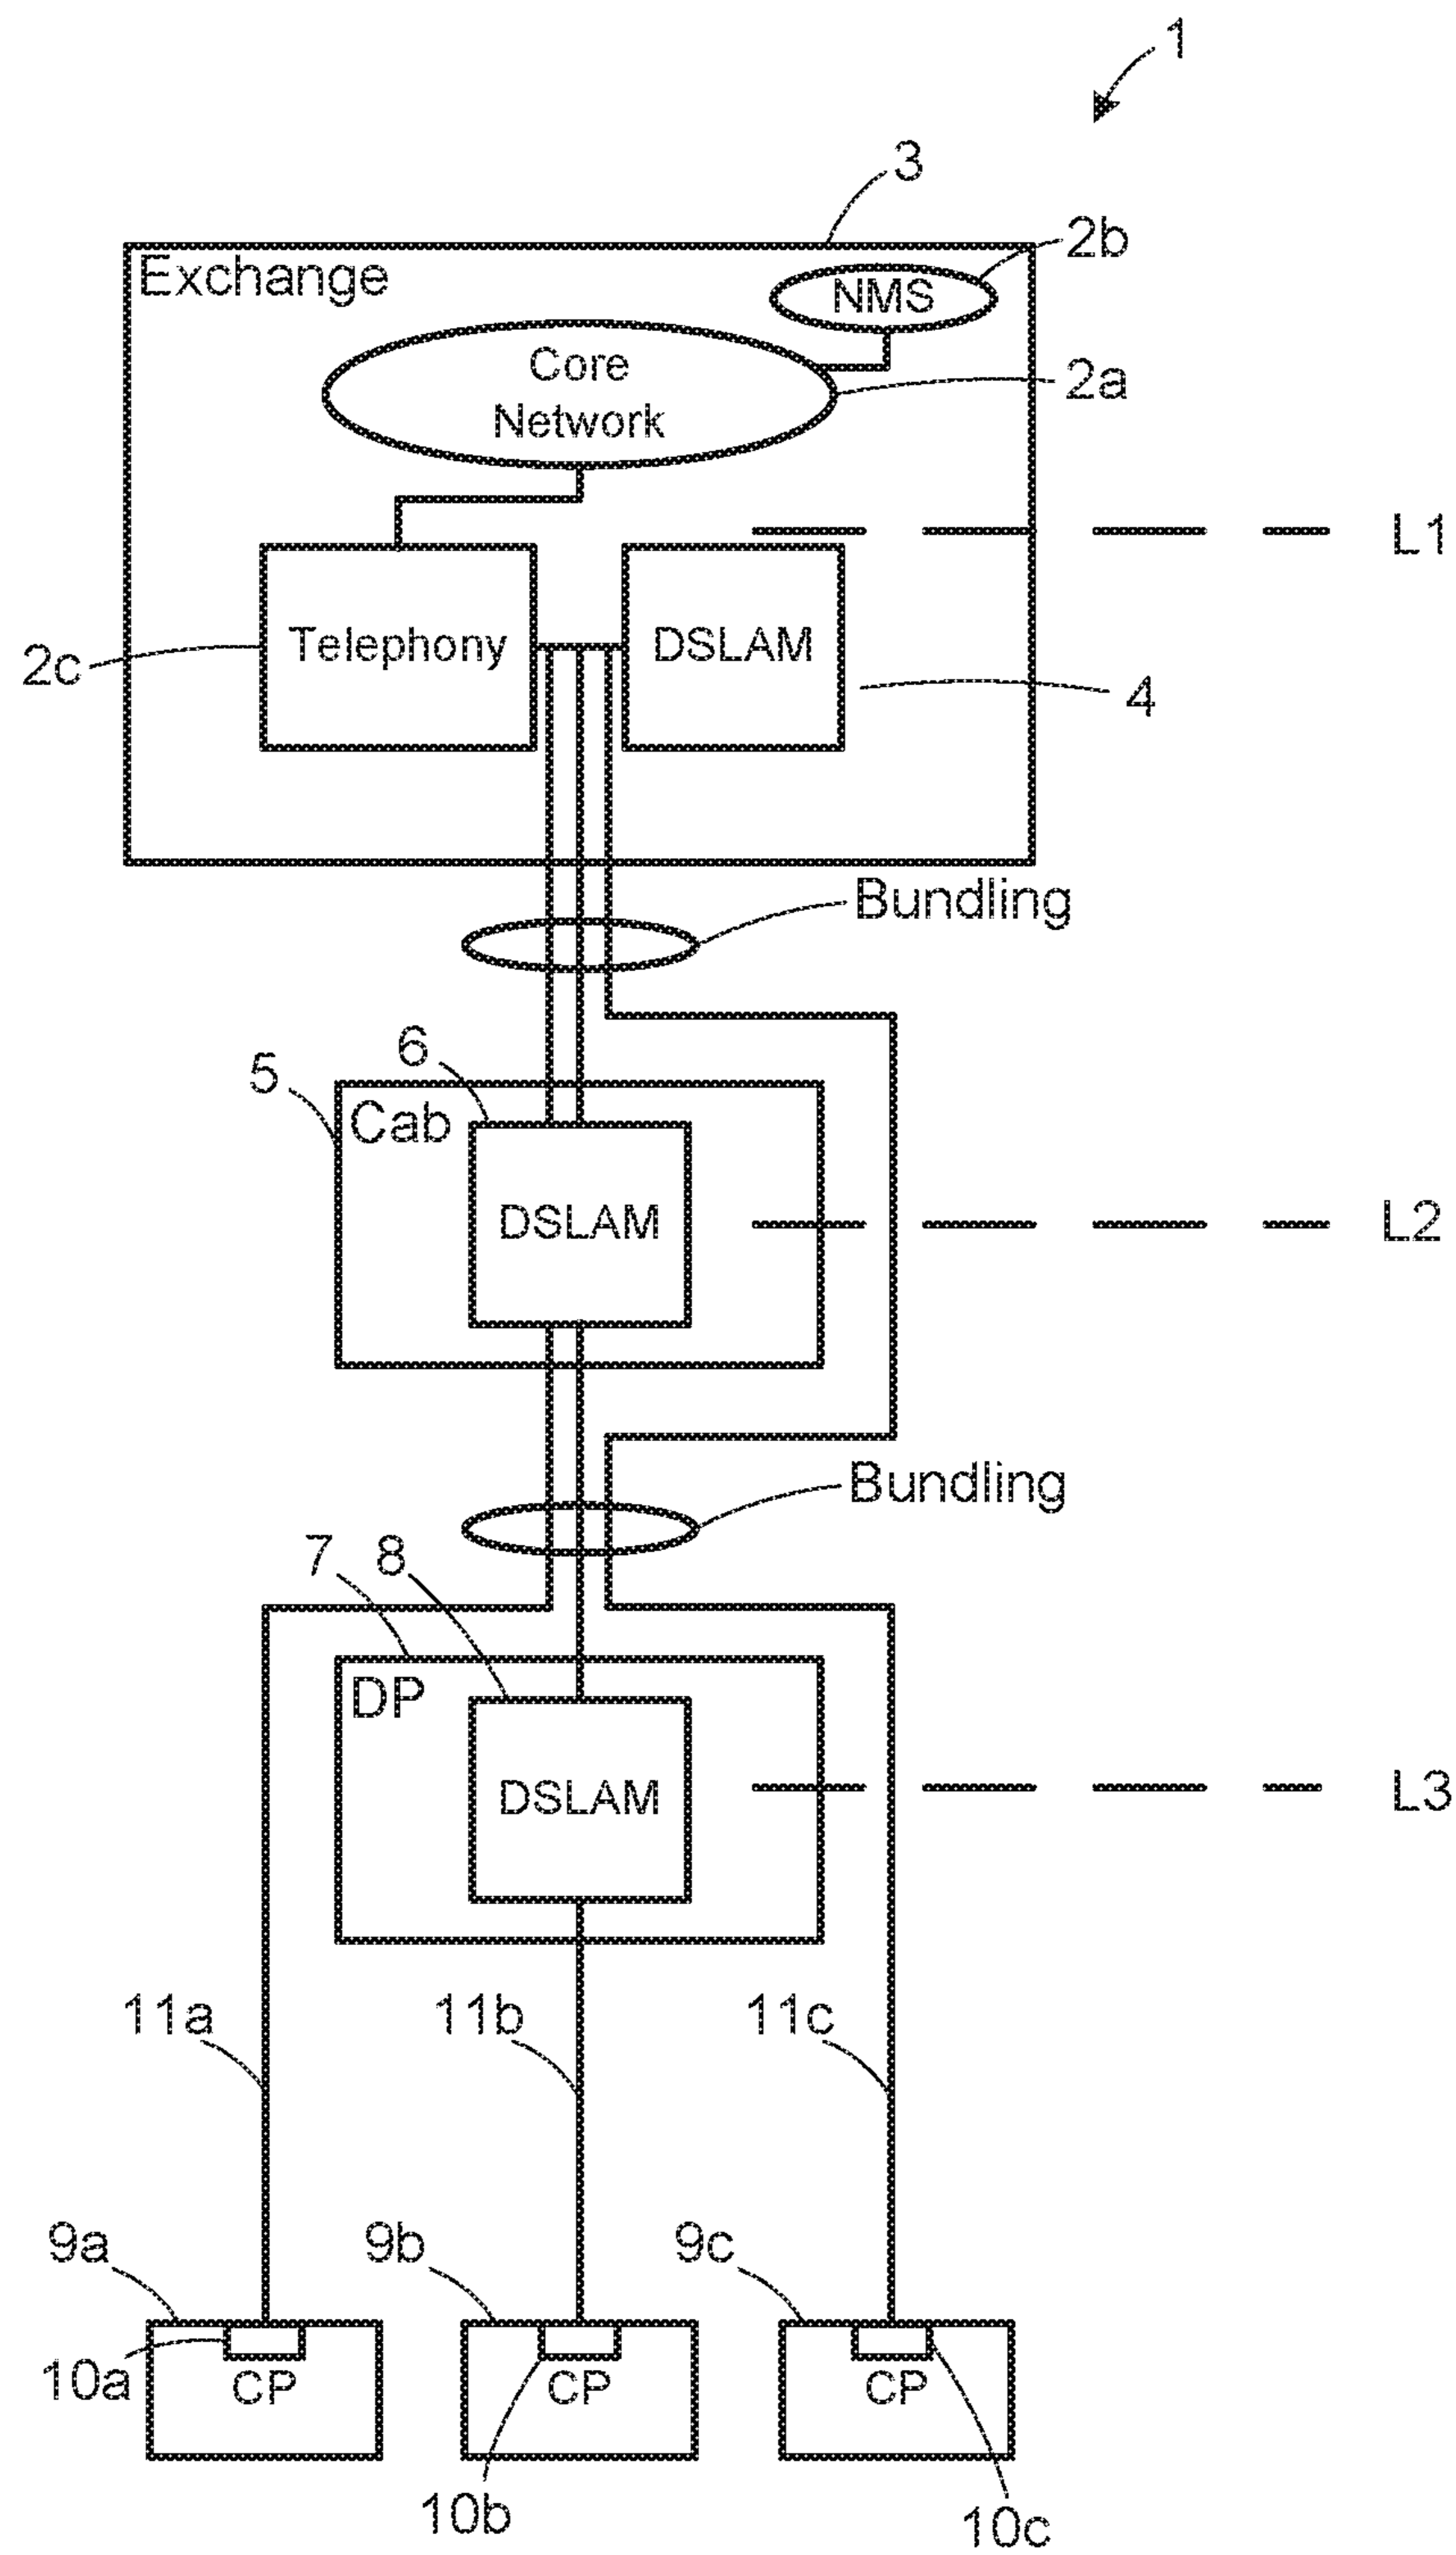 1
3
2b
Exchange
NMS
Core
Network
2a
L1
Telephony
DSLAM
2c
4
Bundling
6
5
Cab
DSLAM
L2
Bundling
7
8
DP
DSLAM
L3
11a
11b
11c
9a
9b
9c
10a
CP
CP
CP
10b
10c